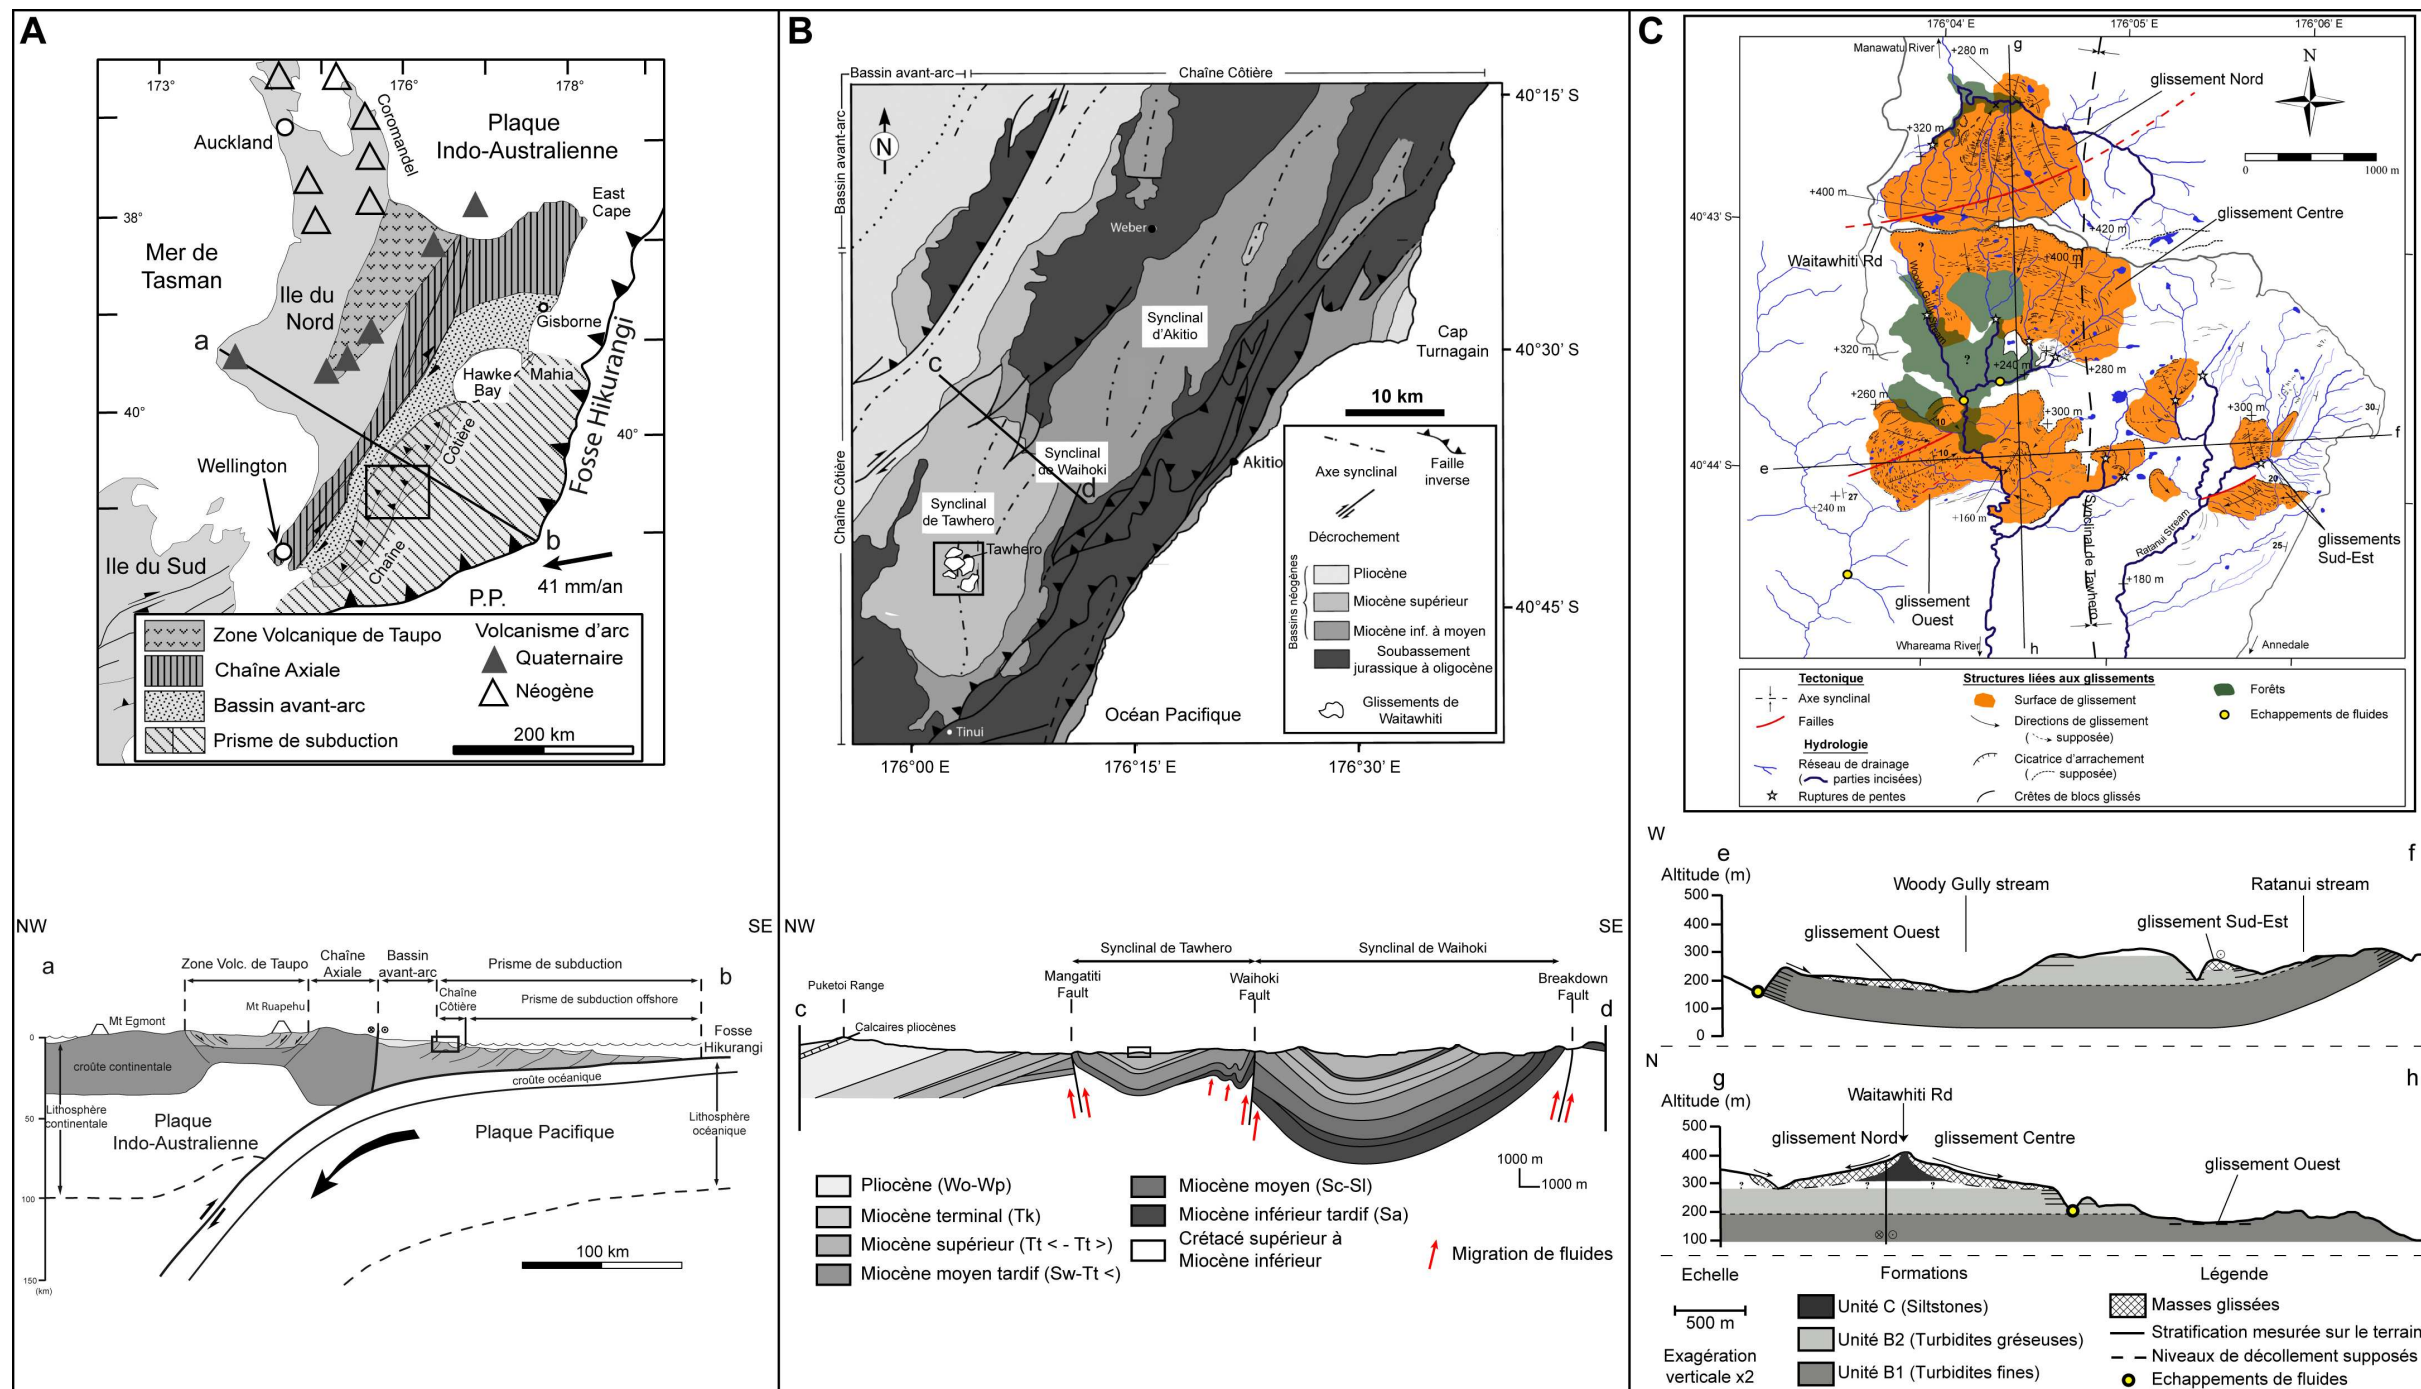 A
173°
176°
178°
Auckland
Coromandel
Plaque
Indo-Australienne
East
Cape
38°
Mer de
Tasman
Ile du
Nord
Gisborne
a
Hawke
Bay
Mahia
Fosse Hikurangi
40°
40°
Côtière
Chaîne
Wellington
b
Ile du Sud
41 mm/an
P.P.
Zone Volcanique de Taupo
Chaîne Axiale
Bassin avant-arc
Prisme de subduction
Volcanisme d'arc
Quaternaire
Néogène
200 km
NW
SE
a
b
Zone Volc. de Taupo
Chaîne
Axiale
Bassin
avant-arc
Prisme de subduction
Chaîne
Côtière
Prisme de subduction offshore
Mt Egmont
Mt Ruapehu
Fosse
Hikurangi
0
croûte continentale
croûte océanique
50
Lithosphère
continentale
Plaque
Indo-Australienne
Plaque Pacifique
Lithosphère
océanique
100
100 km
150
(km)
B
Bassin avant-arc
Chaîne Côtière
Bassin avant-arc
Chaîne Côtière
N
40°15' S
Weber
Synclinal
d'Akitio
Cap
Turnagain
40°30' S
c
10 km
Synclinal
de Waihoki
d
Akitio
Synclinal
de Tawhero
Tawhero
Axe synclinal
Faille
inverse
Décrochement
Bassins néogènes
Pliocène
Miocène supérieur
Miocène inf. à moyen
Soubassement
jurassique à oligocène
Glissements de
Waitawhiti
40°45' S
Océan Pacifique
Tinui
176°00 E
176°15' E
176°30' E
NW
SE
Synclinal de Tawhero
Synclinal de Waihoki
Mangatiti
Fault
Waihoki
Fault
Breakdown
Fault
Puketoi Range
c
d
Calcaires pliocènes
1000 m
1000 m
Pliocène (Wo-Wp)
Miocène terminal (Tk)
Miocène supérieur (Tt < - Tt >)
Miocène moyen tardif (Sw-Tt <)
Miocène moyen (Sc-Sl)
Miocène inférieur tardif (Sa)
Crétacé supérieur à
Miocène inférieur
Migration de fluides
C
176°04' E
176°05' E
176°06' E
Manawatu River
+280 m
g
N
glissement Nord
+320 m
1000 m
0
+400 m
40°43' S
glissement Centre
+420 m
?
+400 m
Waitawhiti Rd
Woody Gully Stream
+320 m
?
+240 m
+280 m
+260 m
+300 m
+300 m
30
10
f
e
10
40°44' S
27
+240 m
20
+160 m
Synclinal de Tawhero
Ratanui Stream
25
glissements
Sud-Est
+180 m
glissement
Ouest
Whareama River
h
Annedale
Tectonique
Axe synclinal
Failles
Hydrologie
Réseau de drainage
( parties incisées)
Ruptures de pentes
Structures liées aux glissements
Surface de glissement
Directions de glissement
( supposée)
Cicatrice d'arrachement
( supposée)
Crêtes de blocs glissés
Forêts
Echappements de fluides
W
e
f
Altitude (m)
Woody Gully stream
Ratanui stream
500
400
300
200
100
0
glissement Ouest
glissement Sud-Est
N
g
h
Altitude (m)
Waitawhiti Rd
500
400
300
200
100
glissement Nord
glissement Centre
glissement Ouest
?
?
?
?
Echelle
Formations
Légende
500 m
Exagération
verticale x2
Unité C (Siltstones)
Unité B2 (Turbidites gréseuses)
Unité B1 (Turbidites fines)
Masses glissées
Stratification mesurée sur le terrain
Niveaux de décollement supposés
Echappements de fluides